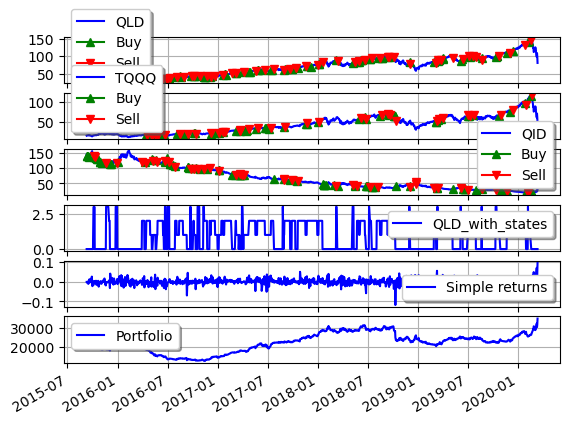 QLD
Buy
Sell
150
100
50
TQQQ
Buy
Sell
100
50
QID
Buy
Sell
150
100
50
QLD_with_states
2.5
0.0
Simple returns
0.1
0.0
−0.1
Portfolio
30000
20000
2015-07
2016-01
2016-07
2017-01
2017-07
2018-01
2018-07
2019-01
2019-07
2020-01